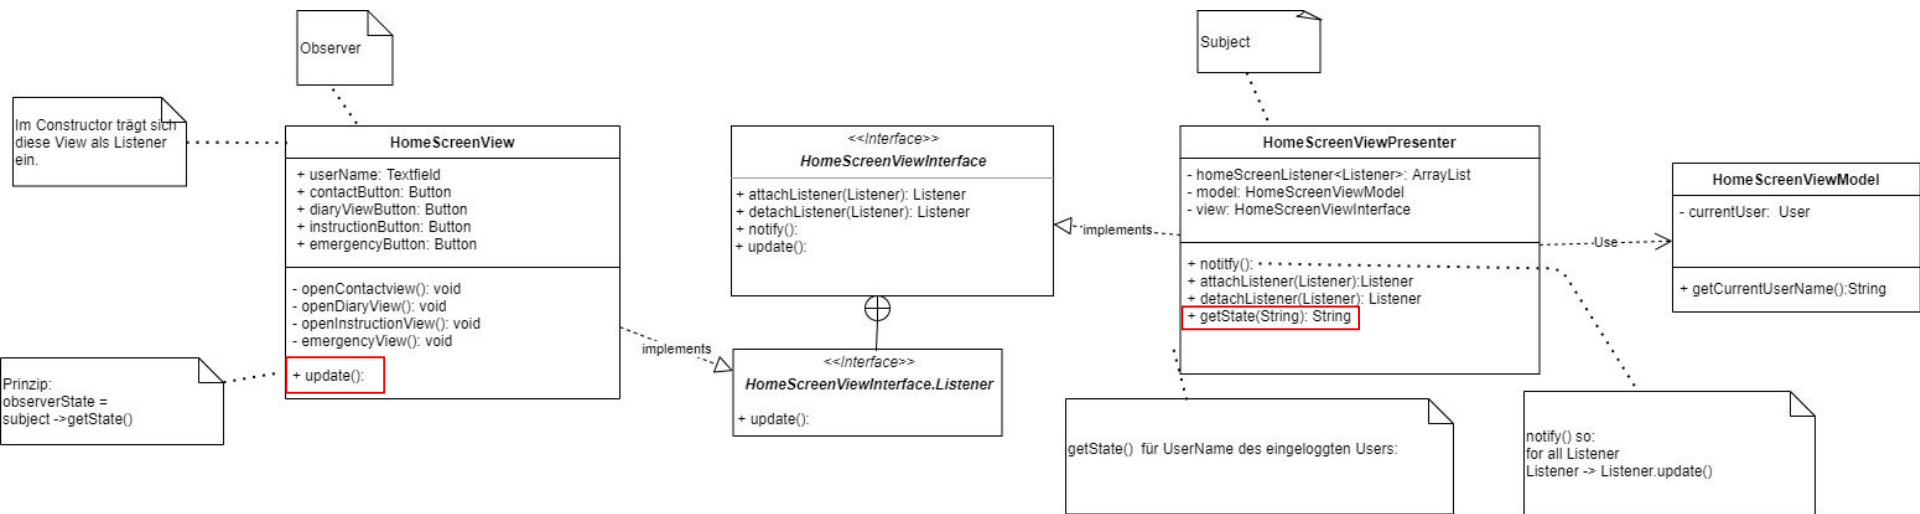 Observer
Subject
Im Constructor trägt sich
diese View als Listener
ein.
HomeScreenView
+ userName: Textfield
+ contactButton: Button
+ diaryViewButton: Button
+ instructionButton: Button
+ emergencyButton: Button
- openContactview(): void
- openDiaryView(): void
- openInstructionView(): void
- emergencyView(): void
+ update():
Prinzip:
observerState =
subject ->getState()
implements
<<Interface>>
HomeScreenViewInterface
+ attachListener(Listener): Listener
+ detachListener(Listener): Listener
+ notify():
+ update():
<<Interface>>
HomeScreenViewInterface.Listener
+ update():
implements
HomeScreenViewPresenter
- homeScreenListener<Listener>: ArrayList
- model: HomeScreenViewModel
- view: HomeScreenViewInterface
+ notitfy():
+ attachListener(Listener):Listener
+ detachListener(Listener): Listener
+ getState(String): String
Use
HomeScreenViewModel
- currentUser: User
+ getCurrentUserName():String
getState() für UserName des eingeloggten Users:
notify() so:
for all Listener
Listener -> Listener.update()